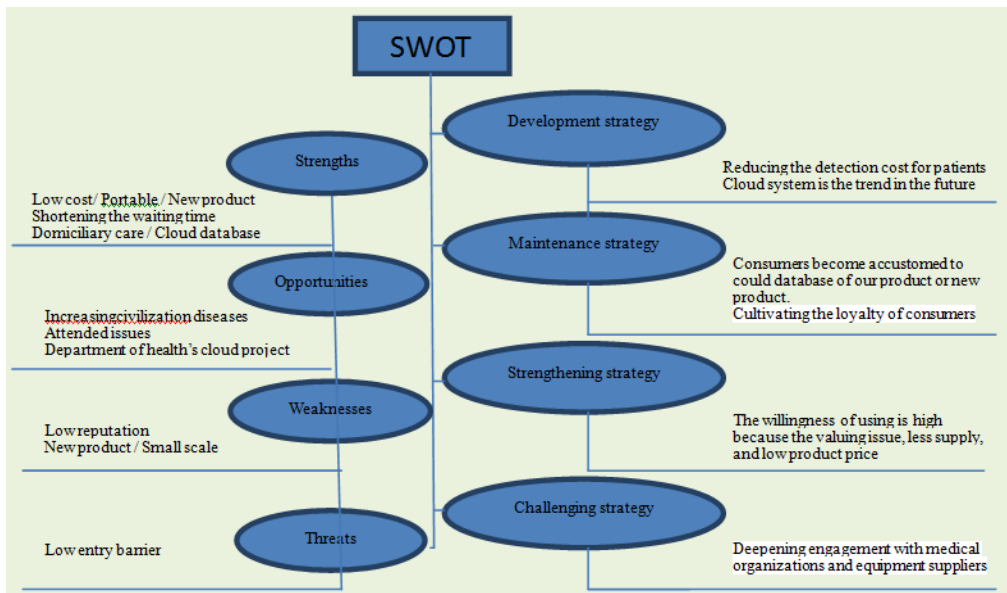 SWOT
Strengths
Low cost/ Portable / New product
Shortening the waiting time
Domiciliary care / Cloud database
Opportunities
Increasingcivilization diseases
Attended issues
Department of health's cloud project
Weaknesses
Low reputation
New product / Small scale
Threats
Low entry barrier
Development strategy
Reducing the detection cost for patients
Cloud system is the trend in the future
Maintenance strategy
Consumers become accustomed to
could database of our product or new
product.
Cultivating the loyalty of consumers
Strengthening strategy
The willingness of using is high
because the valuing issue, less supply,
and low product price
Challenging strategy
Deepening engagement with medical
organizations and equipment suppliers